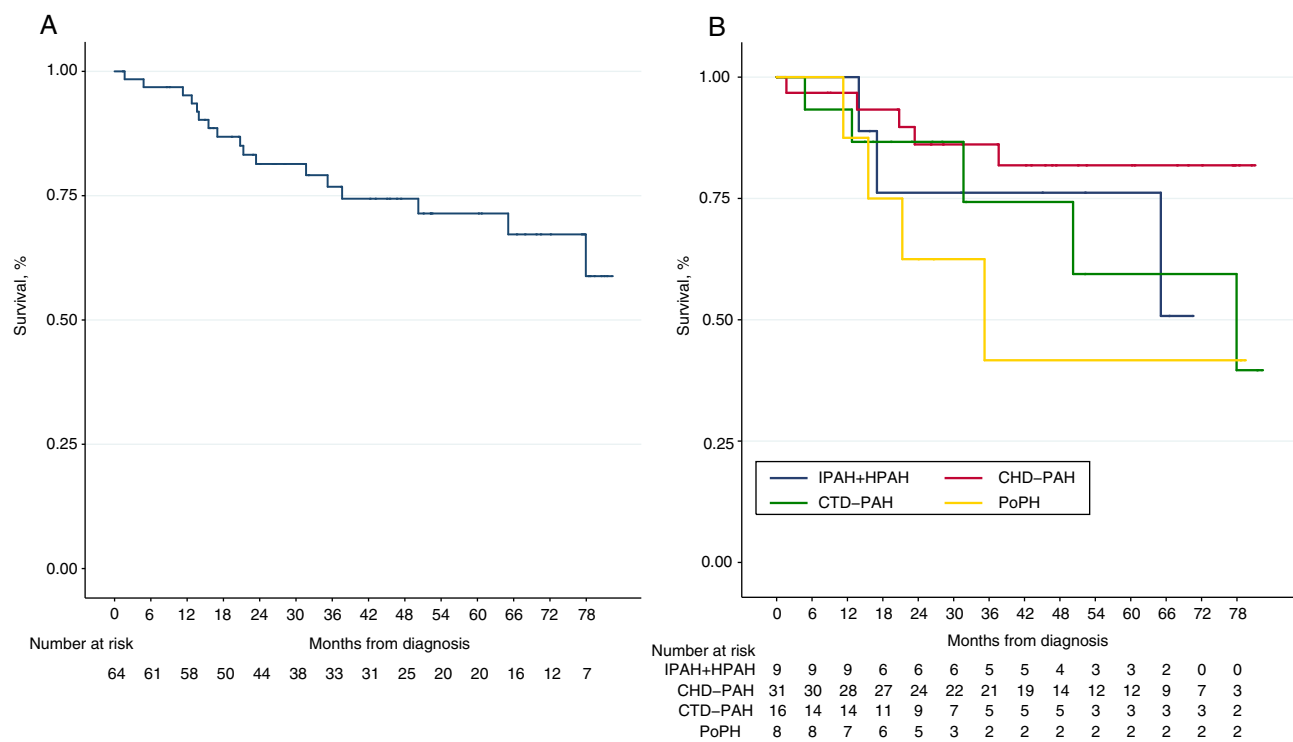 A
1.00
0.75
0.50
0.25
0.00
Survival, %
0 6 12 18 24 30 36 42 48 54 60 66 72 78
Number at risk
Months from diagnosis
64 61 58 50 44 38 33 31 25 20 20 16 12 7
B
1.00
0.75
0.50
0.25
0.00
Survival, %
IPAH+HPAH CHD–PAH
CTD–PAH PoPH
0 6 12 18 24 30 36 42 48 54 60 66 72 78
Months from diagnosis
Number at risk
IPAH+HPAH 9 9 9 6 6 6 5 5 4 3 3 2 0 0
CHD–PAH 31 30 28 27 24 22 21 19 14 12 12 9 7 3
CTD–PAH 16 14 14 11 9 7 5 5 5 3 3 3 3 2
PoPH 8 8 7 6 5 3 2 2 2 2 2 2 2 2